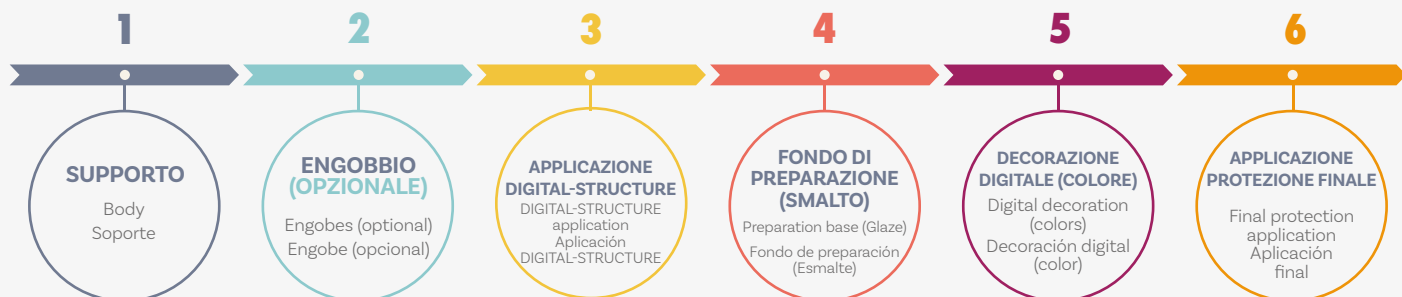 1
SUPPORTO
Body
Soporte
2
ENGOBBIO
(OPZIONALE)
Engobes (optional)
Engobe (opcional)
3
APPLICAZIONE
DIGITAL-STRUCTURE
DIGITAL-STRUCTURE
application
Aplicación
DIGITAL-STRUCTURE
4
FONDO DI
PREPARAZIONE
(SMALTO)
Preparation base (Glaze)
Fondo de preparación
(Esmalte)
5
DECORAZIONE
DIGITALE (COLORE)
Digital decoration
(colors)
Decoración digital
(color)
6
APPLICAZIONE
PROTEZIONE FINALE
Final protection
application
Aplicación
final